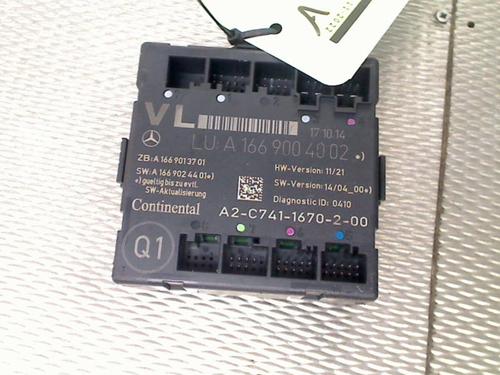 A
VL
17.10.14
LU: A 166 900 40 02 *)
ZB: A 166 901 37 01
SW: A 166 902 44 01 *)
*) gueltig bis zu evtl.
SW-Aktualisierung
HW-Version: 11/21
SW-Version: 14/04_00*)
Diagnostic ID: 0410
Continental A2-C741-1670-2-00
Q1